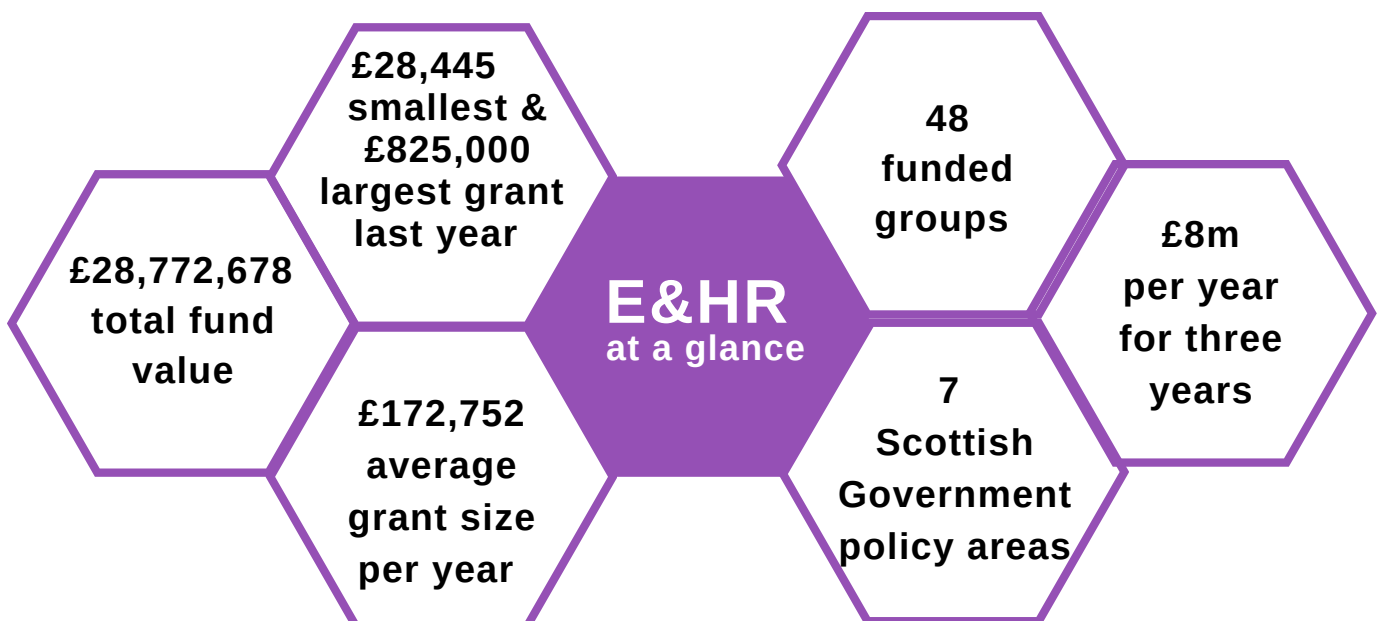 £28,445
smallest &
£825,000
largest grant
last year
48
funded
groups
£28,772,678
total fund
value
E&HR
at a glance
£8m
per year
for three
years
£172,752
average
grant size
per year
7
Scottish
Government
policy areas